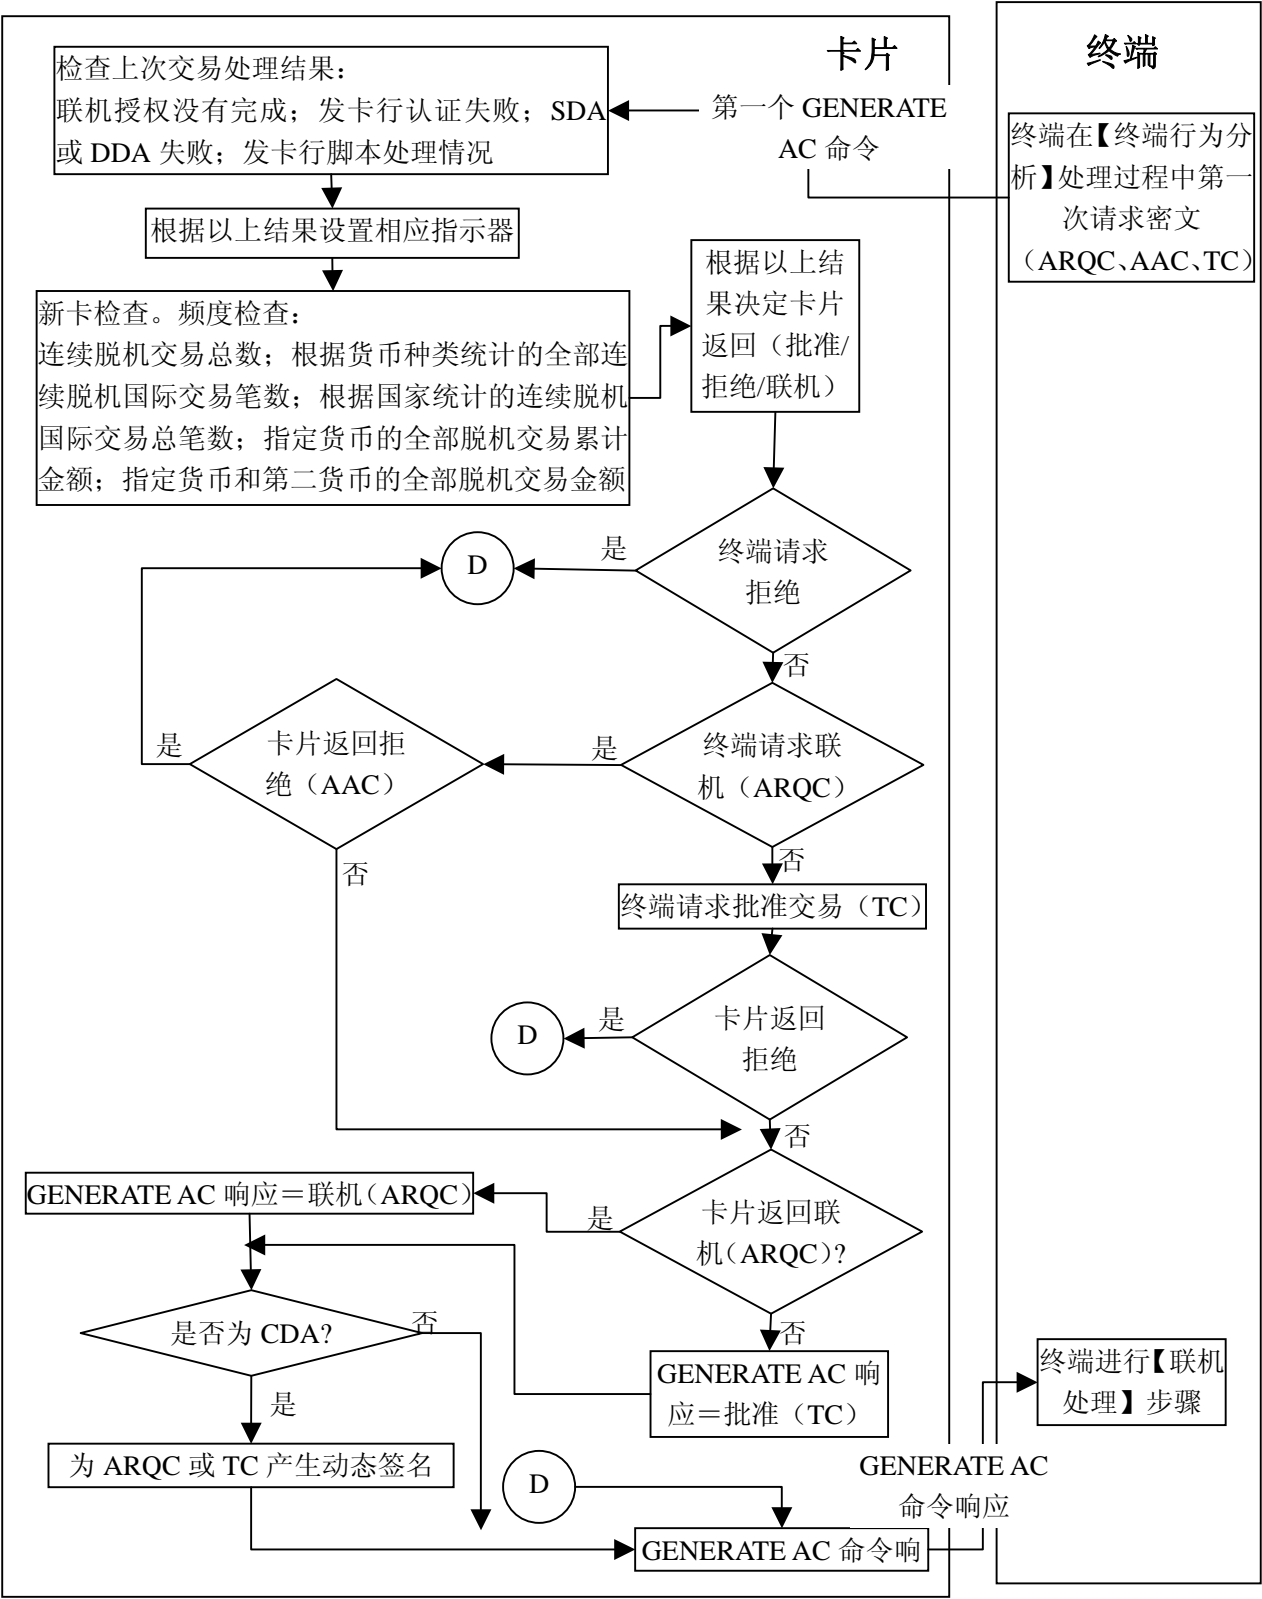 卡片
终端
检查上次交易处理结果：
联机授权没有完成；发卡行认证失败；SDA
或 DDA 失败；发卡行脚本处理情况
第一个 GENERATE
AC 命令
终端在【终端行为分
析】处理过程中第一
次请求密文
（ARQC、AAC、TC）
根据以上结果设置相应指示器
新卡检查。频度检查：
连续脱机交易总数；根据货币种类统计的全部连
续脱机国际交易笔数；根据国家统计的连续脱机
国际交易总笔数；指定货币的全部脱机交易累计
金额；指定货币和第二货币的全部脱机交易金额
根据以上结
果决定卡片
返回（批准/
拒绝/联机）
终端请求
拒绝
是
D
否
终端请求联
机（ARQC）
是
卡片返回拒
绝（AAC）
是
否
否
终端请求批准交易（TC）
卡片返回
拒绝
是
D
否
卡片返回联
机（ARQC）?
是
GENERATE AC 响应＝联机（ARQC）
否
GENERATE AC 响
应＝批准（TC）
是否为 CDA?
否
是
为 ARQC 或 TC 产生动态签名
D
GENERATE AC 命令响
GENERATE AC
命令响应
终端进行【联机
处理】步骤